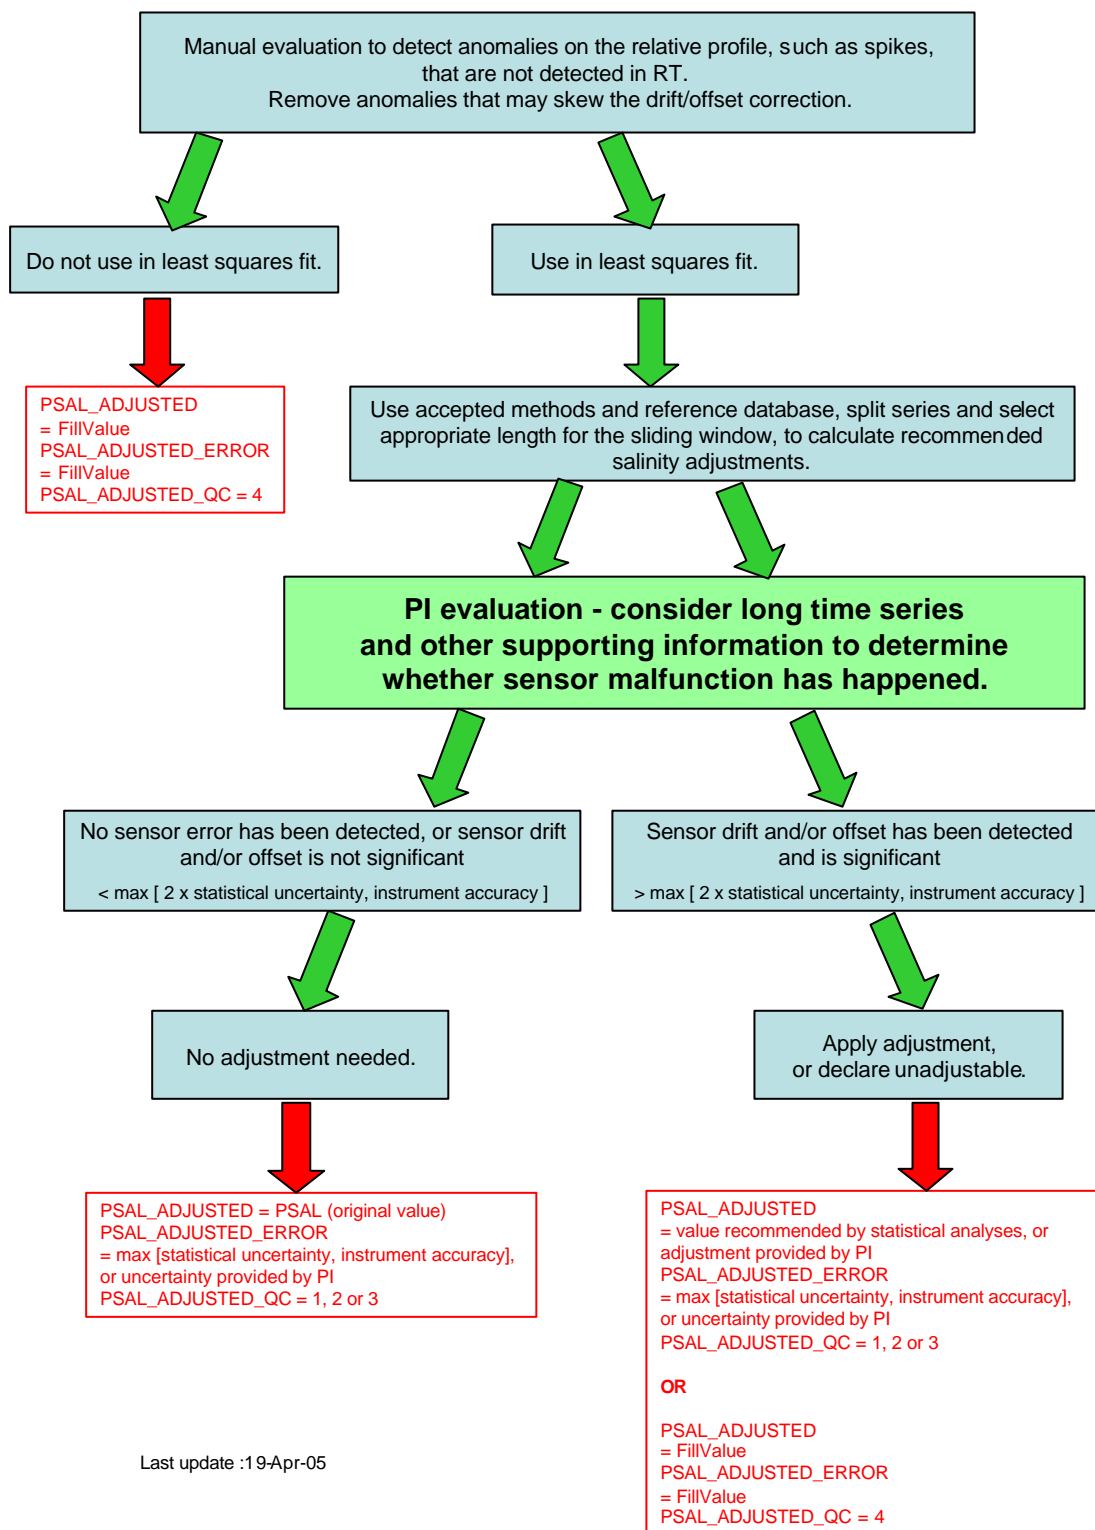 Manual evaluation to detect anomalies on the relative profile, such as spikes,
that are not detected in RT.
Remove anomalies that may skew the drift/offset correction.
Do not use in least squares fit.
Use in least squares fit.
PSAL_ADJUSTED
= FillValue
PSAL_ADJUSTED_ERROR
= FillValue
PSAL_ADJUSTED_QC = 4
Use accepted methods and reference database, split series and select
appropriate length for the sliding window, to calculate recommended
salinity adjustments.
PI evaluation - consider long time series
and other supporting information to determine
whether sensor malfunction has happened.
No sensor error has been detected, or sensor drift
and/or offset is not significant
< max [ 2 x statistical uncertainty, instrument accuracy ]
Sensor drift and/or offset has been detected
and is significant
> max [ 2 x statistical uncertainty, instrument accuracy ]
No adjustment needed.
Apply adjustment,
or declare unadjustable.
PSAL_ADJUSTED = PSAL (original value)
PSAL_ADJUSTED_ERROR
= max [statistical uncertainty, instrument accuracy],
or uncertainty provided by PI
PSAL_ADJUSTED_QC = 1, 2 or 3
PSAL_ADJUSTED
= value recommended by statistical analyses, or
adjustment provided by PI
PSAL_ADJUSTED_ERROR
= max [statistical uncertainty, instrument accuracy],
or uncertainty provided by PI
PSAL_ADJUSTED_QC = 1, 2 or 3
OR
PSAL_ADJUSTED
= FillValue
PSAL_ADJUSTED_ERROR
= FillValue
PSAL_ADJUSTED_QC = 4
Last update :19-Apr-05